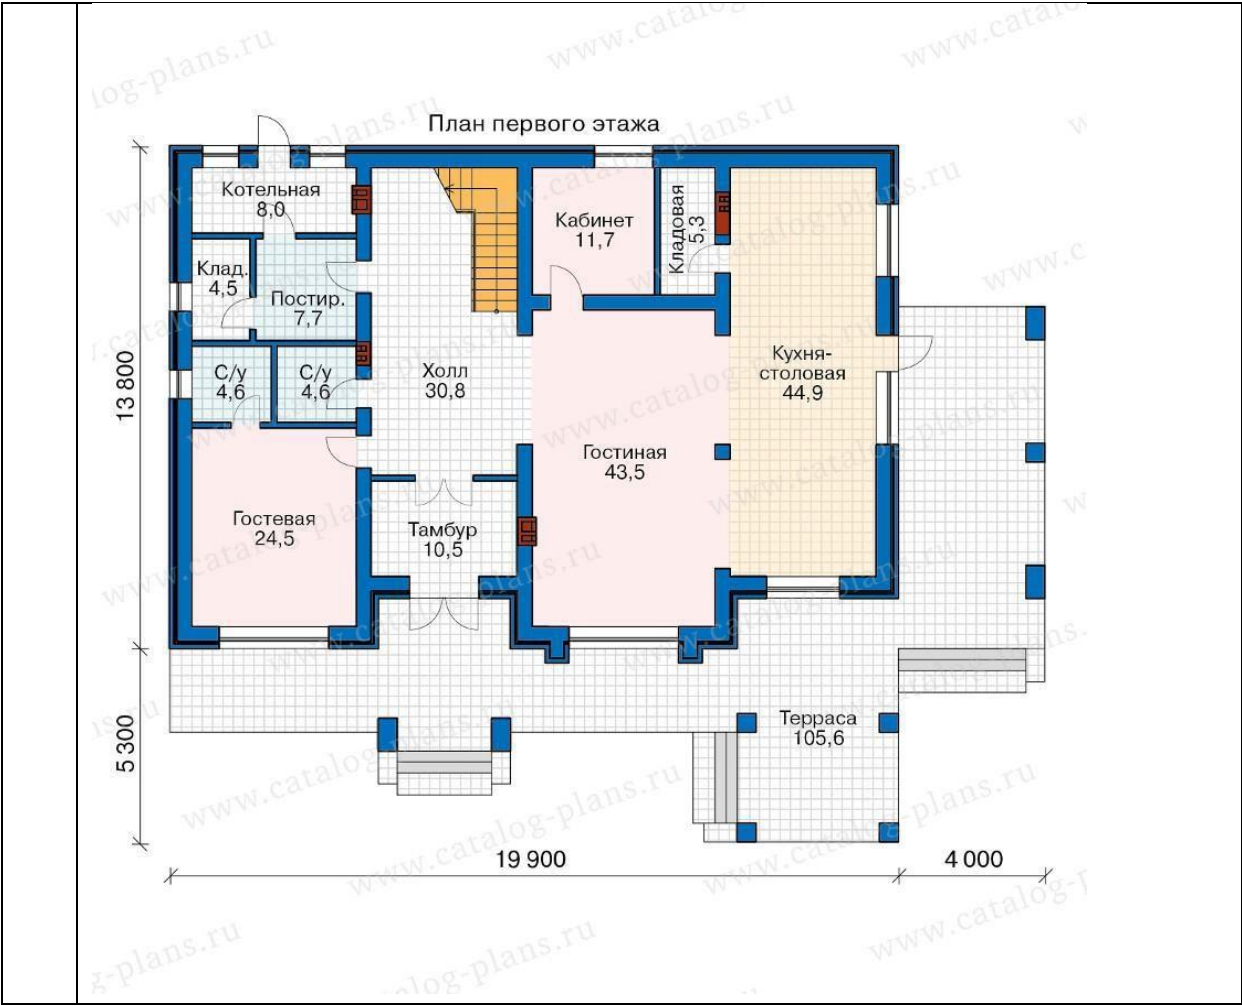 www.catalog-plans.ru
План первого этажа
Котельная
8,0
Клад.
4,5
Постир.
7,7
С/у
4,6
С/у
4,6
Холл
30,8
Кабинет
11,7
Кладовая
5,3
Кухня-
столовая
44,9
Гостиная
43,5
Гостевая
24,5
Тамбур
10,5
Терраса
105,6
13 800
5 300
19 900
4 000